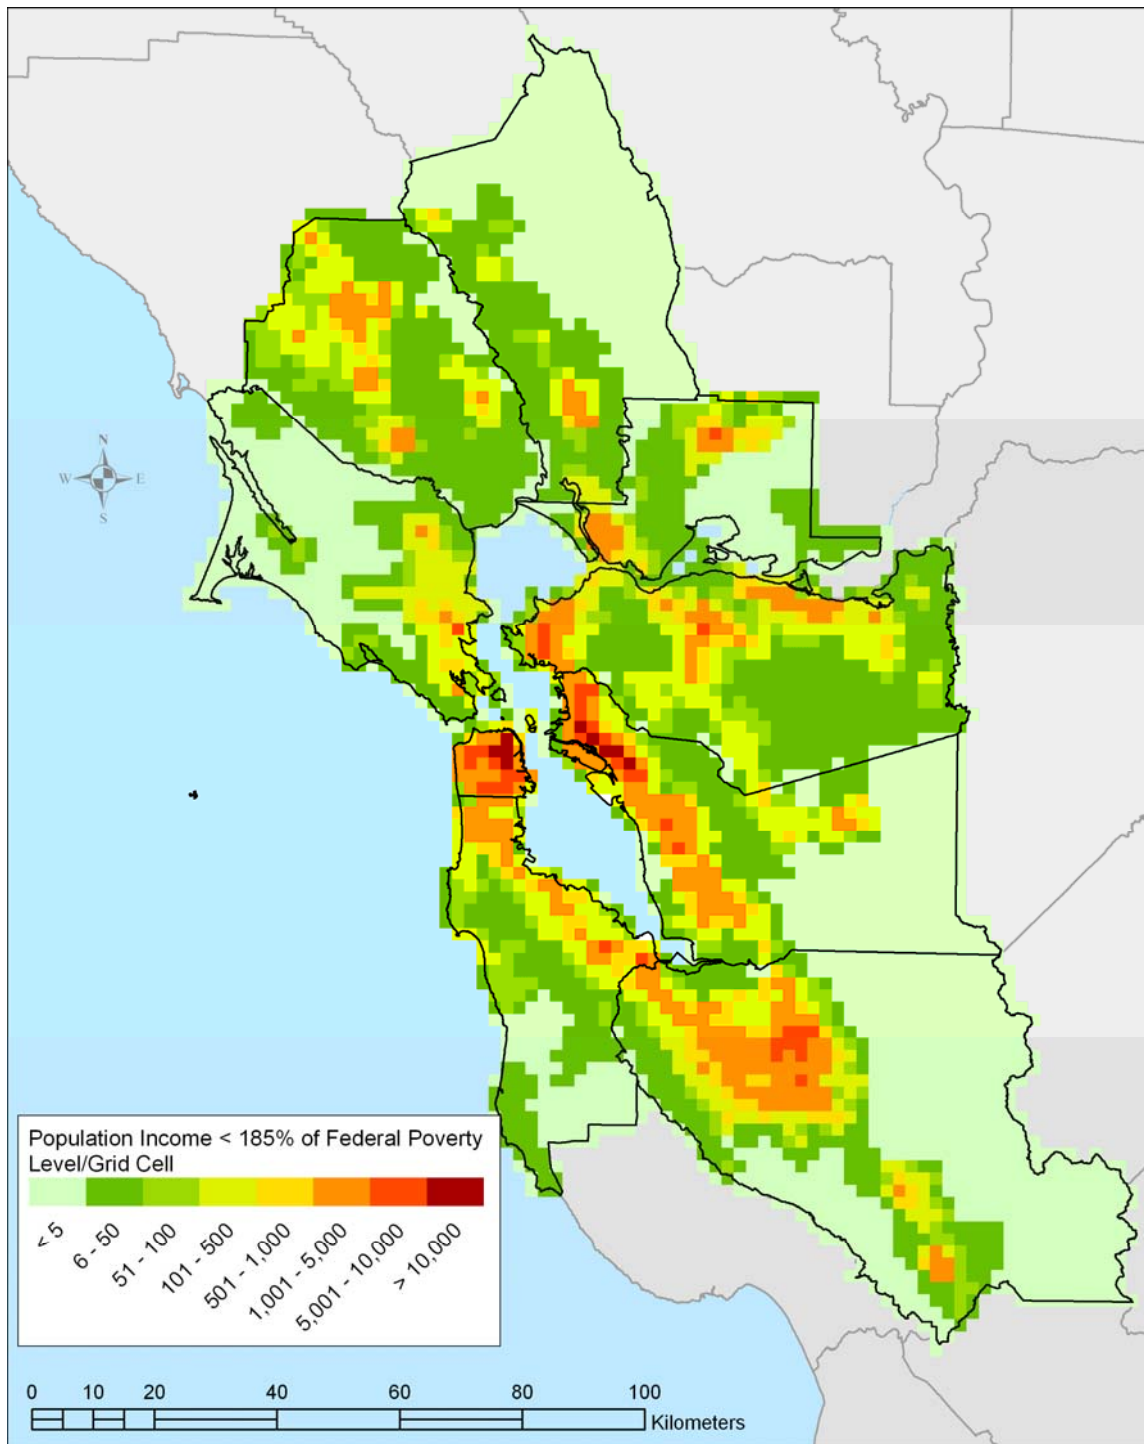 N
W E
S
Population Income < 185% of Federal Poverty
Level/Grid Cell
< 5
6 - 50
51 - 100
101 - 500
501 - 1,000
1,001 - 5,000
5,001 - 10,000
> 10,000
0 10 20 40 60 80 100
Kilometers